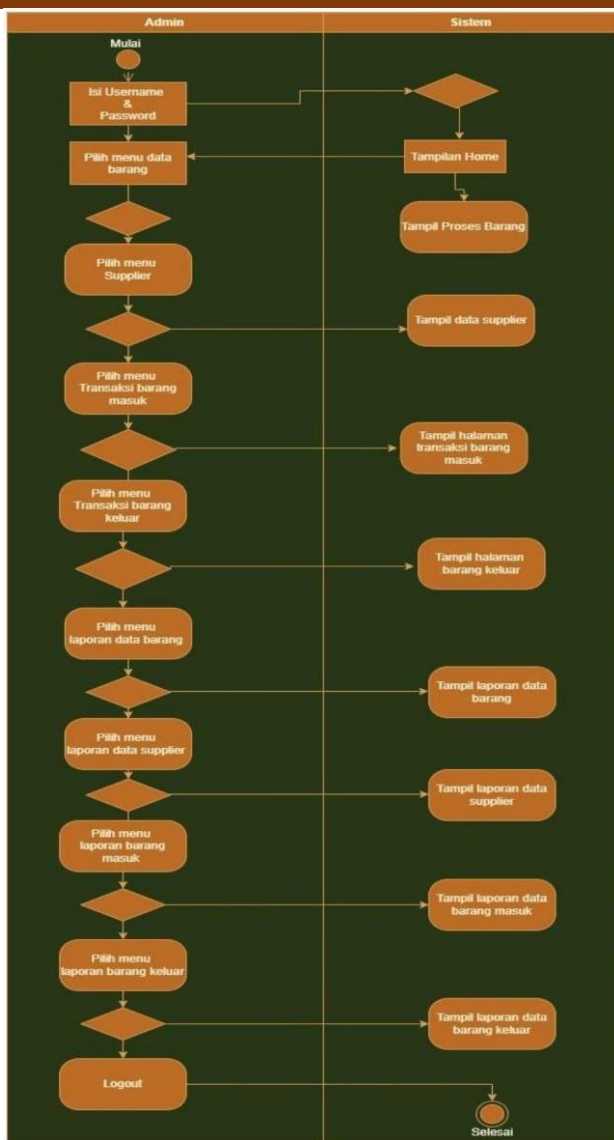 Admin
Sistem
Mulai
Isi Username
&
Password
Pilih menu data
barang
Tampilan Home
Tampil Proses Barang
Pilih menu
Supplier
Tampil data supplier
Pilih menu
Transaksi barang
masuk
Tampil halaman
transaksi barang
masuk
Pilih menu
Transaksi barang
keluar
Tampil halaman
barang keluar
Pilih menu
laporan data barang
Tampil laporan data
barang
Pilih menu
laporan data supplier
Tampil laporan data
supplier
Pilih menu
laporan barang
masuk
Tampil laporan data
barang masuk
Pilih menu
laporan barang keluar
Tampil laporan data
barang keluar
Logout
Selesai